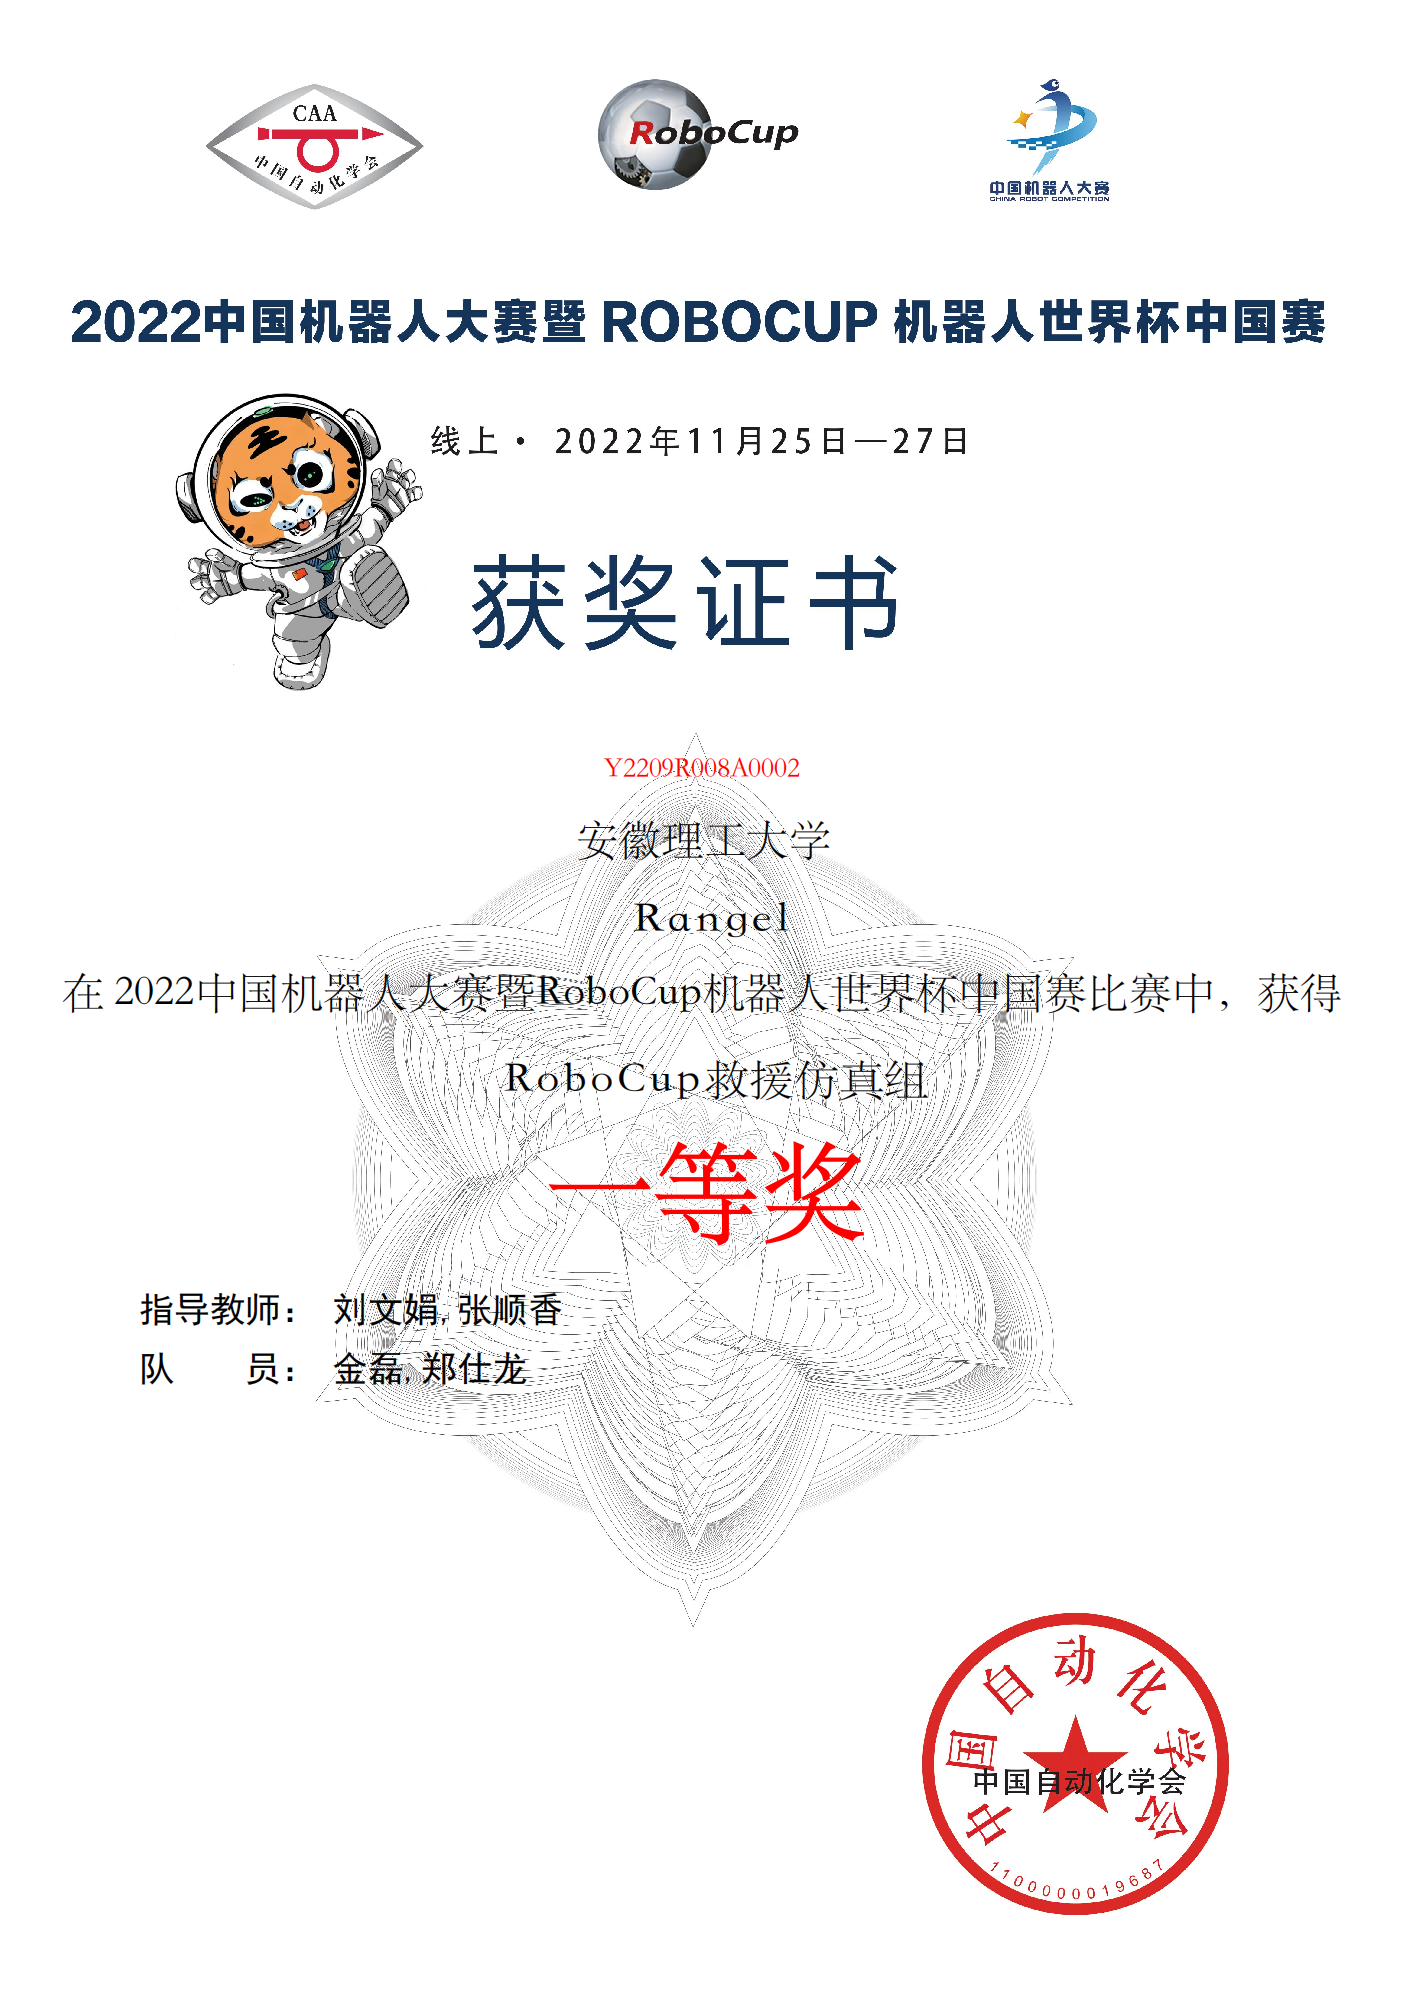 CAA
中国自动化学会
RoboCup
中国机器人大赛
CHINA ROBOT COMPETITION
2022中国机器人大赛暨 ROBOCUP 机器人世界杯中国赛
线上· 2022年11月25日—27日
获奖证书
Y2209R008A0002
安徽理工大学
Rangel
在 2022中国机器人大赛暨RoboCup机器人世界杯中国赛比赛中，获得
RoboCup救援仿真组
一等奖
指导教师： 刘文娟, 张顺香
队 员： 金磊, 郑仕龙
中国自动化学会
中国自动化学会
1100000019687